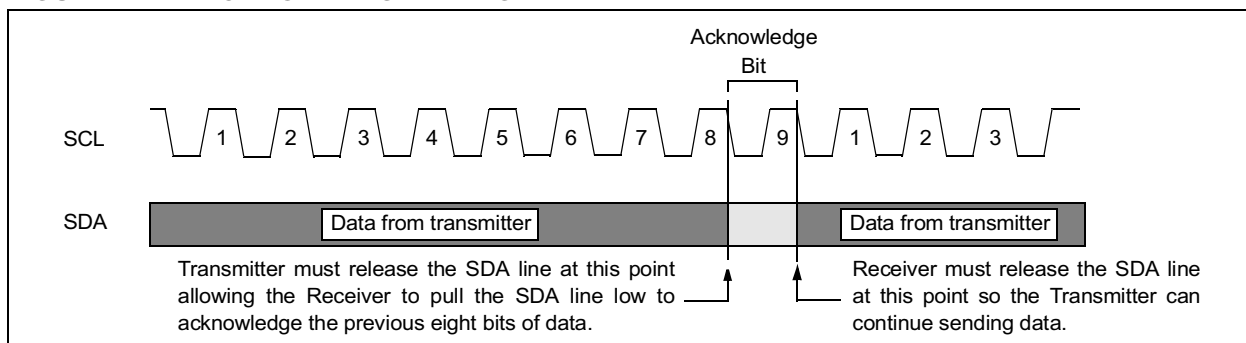 Acknowledge
Bit
SCL
1 2 3 4 5 6 7 8 9 1 2 3
SDA
Data from transmitter
Data from transmitter
Transmitter must release the SDA line at this point
allowing the Receiver to pull the SDA line low to
acknowledge the previous eight bits of data.
Receiver must release the SDA line
at this point so the Transmitter can
continue sending data.